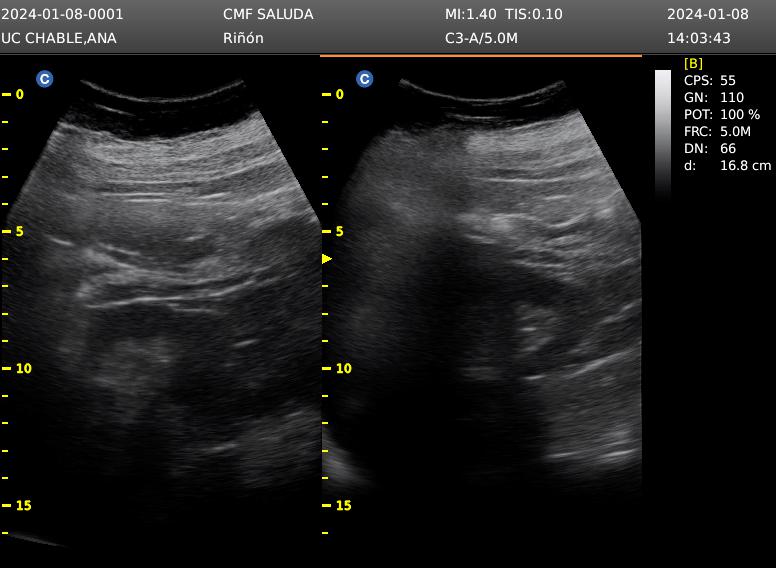 2024-01-08-0001 CMF SALUDA MI:1.40 TIS:0.10 2024-01-08
UC CHABLE,ANA Riñón C3-A/5.0M 14:03:43
[B]
CPS: 55
GN: 110
POT: 100 %
FRC: 5.0M
DN: 66
d: 16.8 cm
C
0
5
10
15
C
0
5
10
15